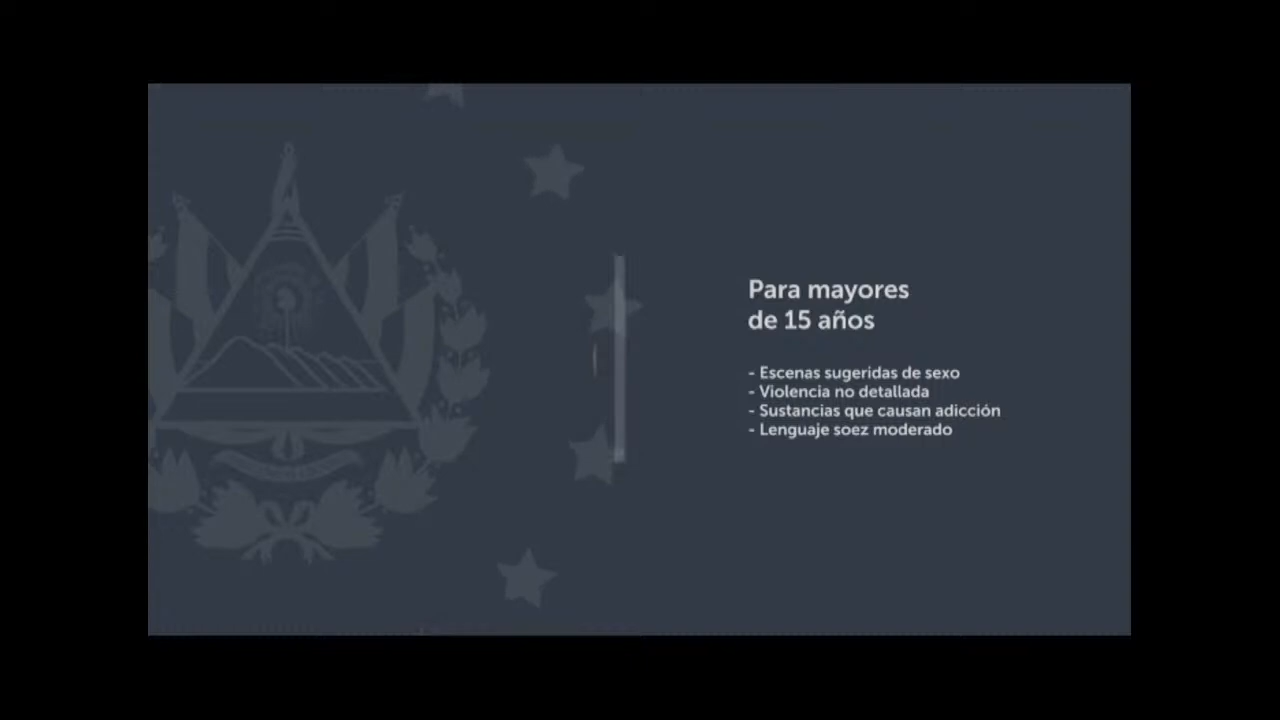 Para mayores
de 15 años
- Escenas sugeridas de sexo
- Violencia no detallada
- Sustancias que causan adicción
- Lenguaje soez moderado